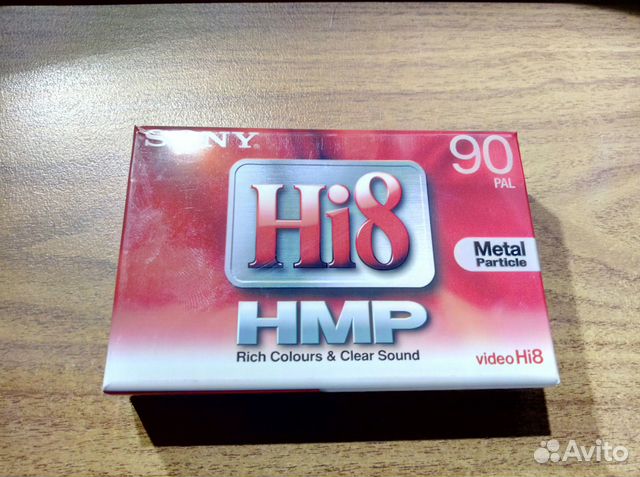 SONY
90
PAL
Hi8
Metal
Particle
HMP
Rich Colours & Clear Sound
video Hi8
Avito